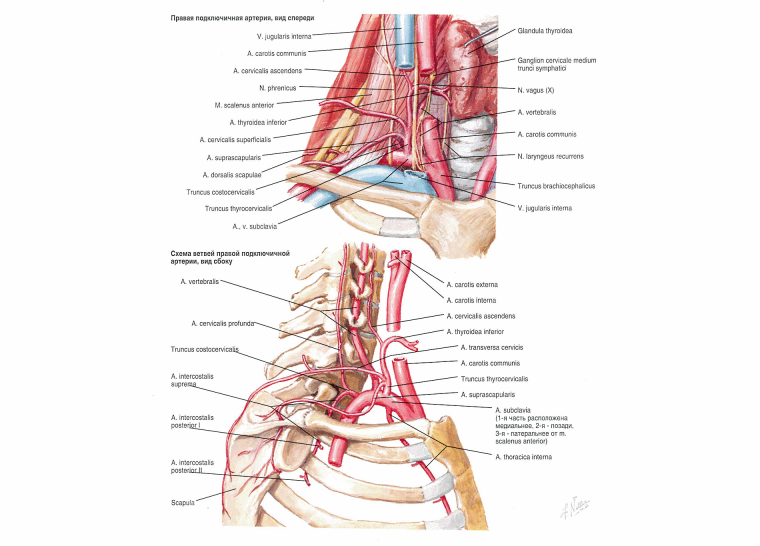 Правая подключичная артерия, вид спереди
V. jugularis interna
A. carotis communis
A. cervicalis ascendens
N. phrenicus
M. scalenus anterior
A. thyroidea inferior
A. cervicalis superficialis
A. suprascapularis
A. dorsalis scapulae
Truncus costocervicalis
Truncus thyrocervicalis
A., v. subclavia
Glandula thyroidea
Ganglion cervicale medium
trunci symphatici
N. vagus (X)
A. vertebralis
A. carotis communis
N. laryngeus recurrens
Truncus brachiocephalicus
V. jugularis interna
Схема ветвей правой подключичной
артерии, вид сбоку
A. vertebralis
A. cervicalis profunda
Truncus costocervicalis
A. intercostalis
suprema
A. intercostalis
posterior I
A. intercostalis
posterior II
Scapula
A. carotis externa
A. carotis interna
A. cervicalis ascendens
A. thyroidea inferior
A. transversa cervicis
A. carotis communis
Truncus thyrocervicalis
A. suprascapularis
A. subclavia
(1-я часть расположена
медиальнее, 2-я - позади,
3-я - латеральнее от m.
scalenus anterior)
A. thoracica interna